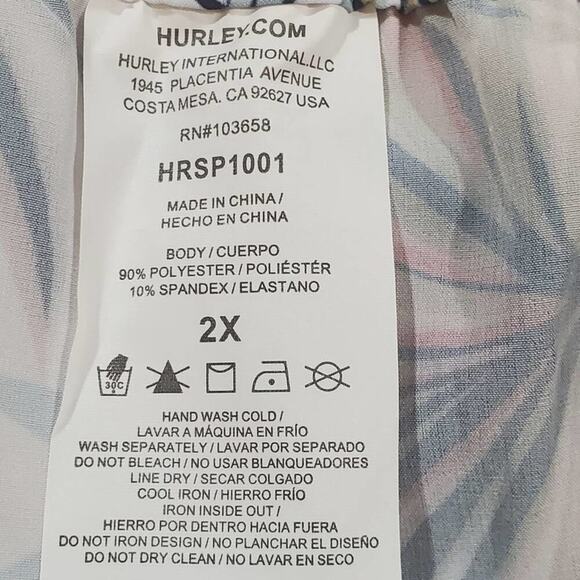 HURLEY.COM
HURLEY INTERNATIONAL.LLC
1945 PLACENTIA AVENUE
COSTA MESA. CA 92627 USA
RN#103658
HRSP1001
MADE IN CHINA /
HECHO EN CHINA
BODY / CUERPO
90% POLYESTER / POLIÉSTÉR
10% SPANDEX / ELASTANO
2X
30C
HAND WASH COLD /
LAVAR A MÁQUINA EN FRÍO
WASH SEPARATELY / LAVAR POR SEPARADO
DO NOT BLEACH / NO USAR BLANQUEADORES
LINE DRY / SECAR COLGADO
COOL IRON / HIERRO FRÍO
IRON INSIDE OUT /
HIERRO POR DENTRO HACIA FUERA
DO NOT IRON DESIGN / NO PLANCHAR EL DISEÑO
DO NOT DRY CLEAN / NO LAVAR EN SECO